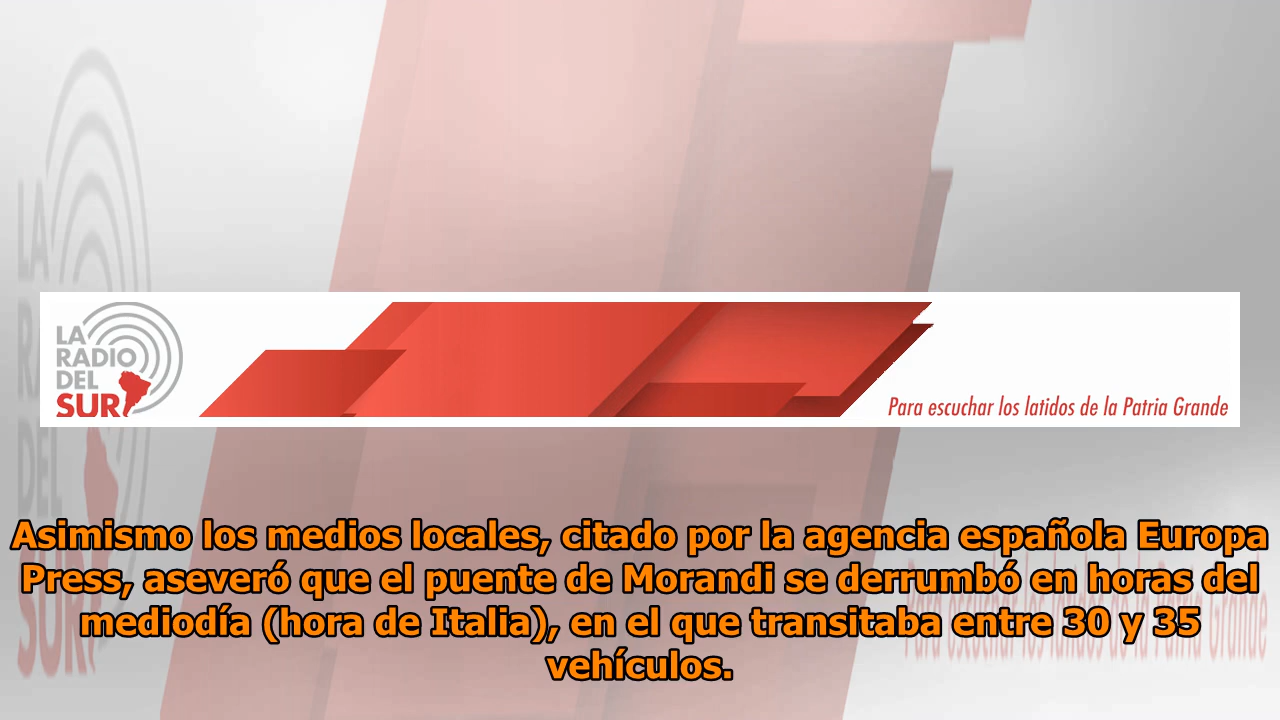 LA
RADIO
DEL
SUR
Para escuchar los latidos de la Patria Grande
Asimismo los medios locales, citado por la agencia española Europa
Press, aseveró que el puente de Morandi se derrumbó en horas del
mediodía (hora de Italia), en el que transitaba entre 30 y 35
vehículos.